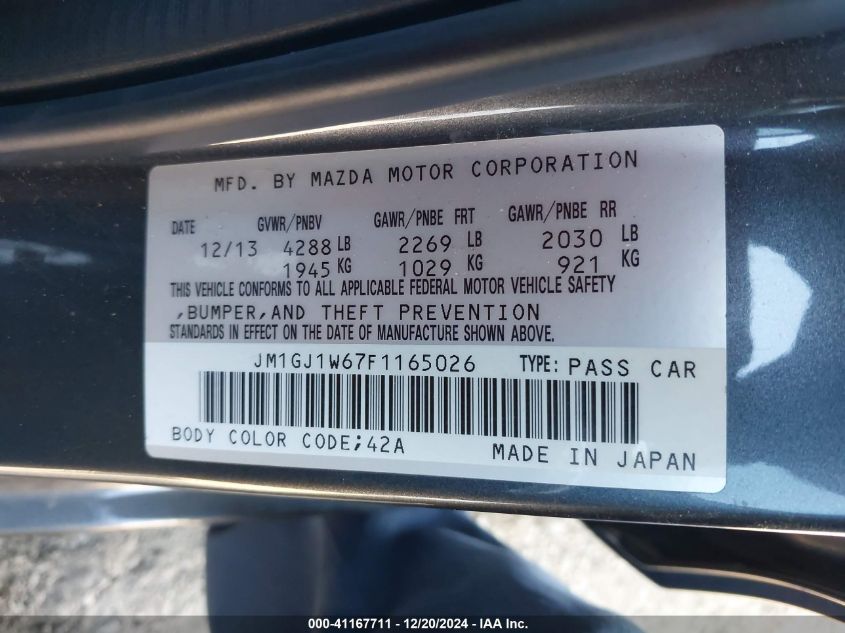 MFD. BY MAZDA MOTOR CORPORATION
DATE GVWR/PNBV GAWR/PNBE FRT GAWR/PNBE RR
12/13 4288 LB 2269 LB 2030 LB
1945 KG 1029 KG 921 KG
THIS VEHICLE CONFORMS TO ALL APPLICABLE FEDERAL MOTOR VEHICLE SAFETY
,BUMPER,AND THEFT PREVENTION
STANDARDS IN EFFECT ON THE DATE OF MANUFACTURE SHOWN ABOVE.
JM1GJ1W67F1165026 TYPE: PASS CAR
BODY COLOR CODE;42A MADE IN JAPAN
000-41167711 - 12/20/2024 - IAA Inc.